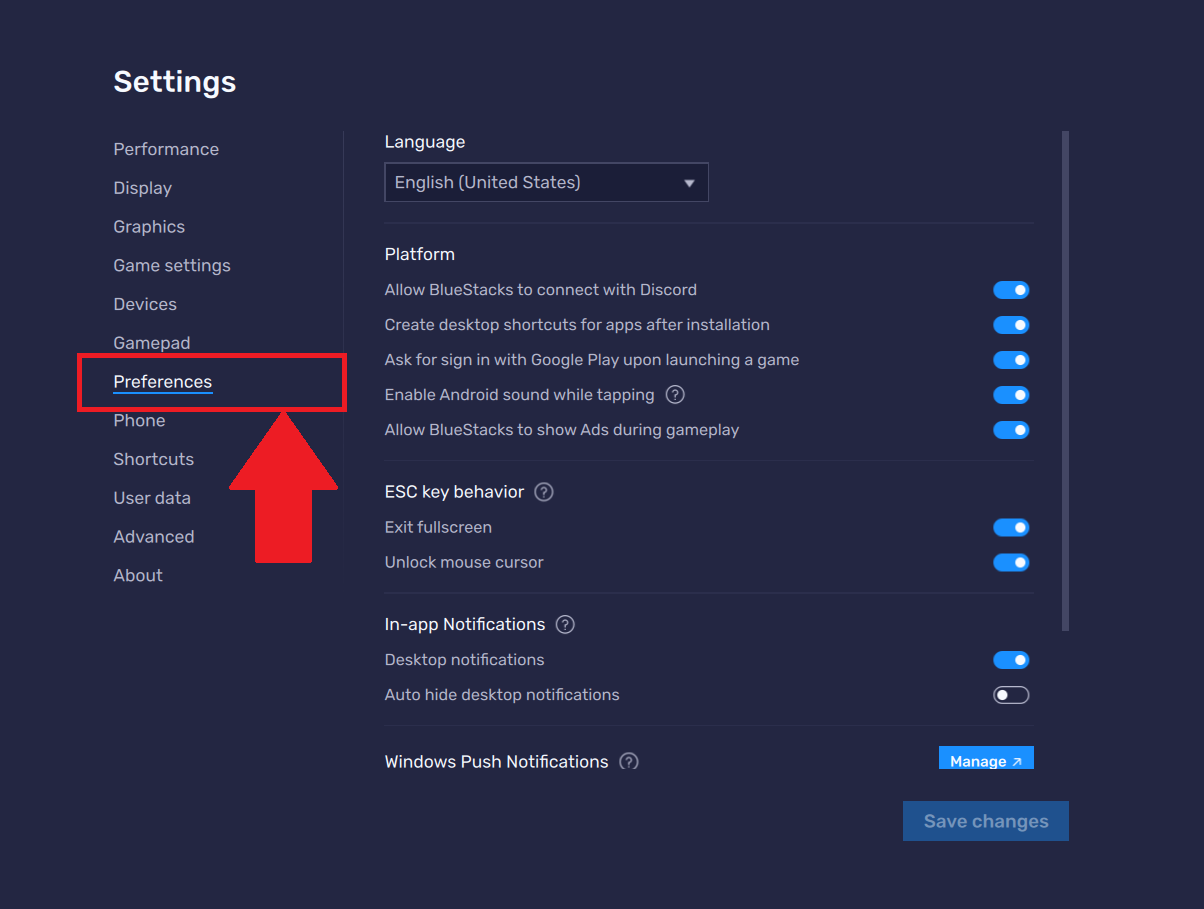 Settings
Performance
Display
Graphics
Game settings
Devices
Gamepad
Preferences
Phone
Shortcuts
User data
Advanced
About
Language
English (United States)
Platform
Allow BlueStacks to connect with Discord
Create desktop shortcuts for apps after installation
Ask for sign in with Google Play upon launching a game
Enable Android sound while tapping ?
Allow BlueStacks to show Ads during gameplay
ESC key behavior ?
Exit fullscreen
Unlock mouse cursor
In-app Notifications ?
Desktop notifications
Auto hide desktop notifications
Windows Push Notifications ?
Manage
Save changes